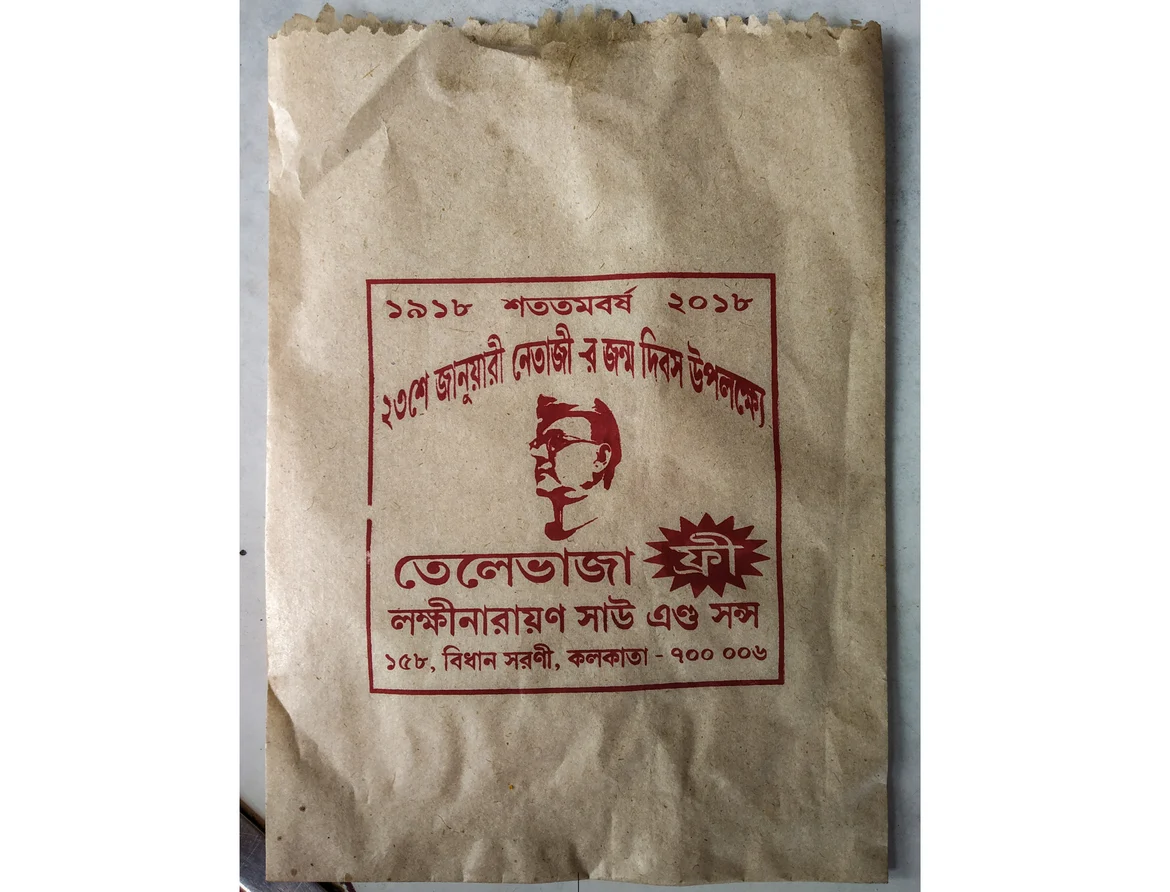 ১৯১৮ শততমবর্ষ ২০১৮
২৩শে জানুয়ারী নেতাজী -র জন্ম দিবস উপলক্ষ্যে
তেলেভাজা ফ্রী
লক্ষীনারায়ণ সাউ এণ্ড সন্স
১৫৮, বিধান সরণী, কলকাতা - ৭০০ ০০৬